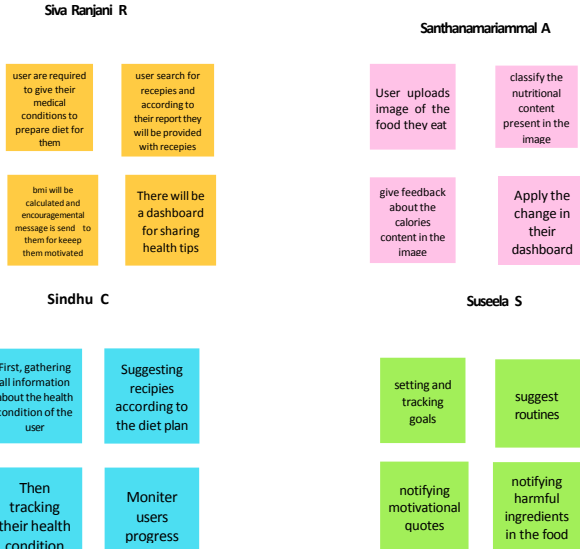 Siva Ranjani R
Santhanamariammal A
user are required
to give their
medical
conditions to
prepare diet for
them
user search for
recepies and
according to
their report they
will be provided
with recepies
User uploads
image of the
food they eat
classify the
nutritional
content
present in the
image
bmi will be
calculated and
encouragemental
message is send to
them for keeep
them motivated
There will be
a dashboard
for sharing
health tips
give feedback
about the
calories
content in the
image
Apply the
change in
their
dashboard
Sindhu C
Suseela S
First, gathering
all information
about the health
condition of the
user
Suggesting
recipies
according to
the diet plan
setting and
tracking
goals
suggest
routines
Then
tracking
their health
condition
Moniter
users
progress
notifying
motivational
quotes
notifying
harmful
ingredients
in the food